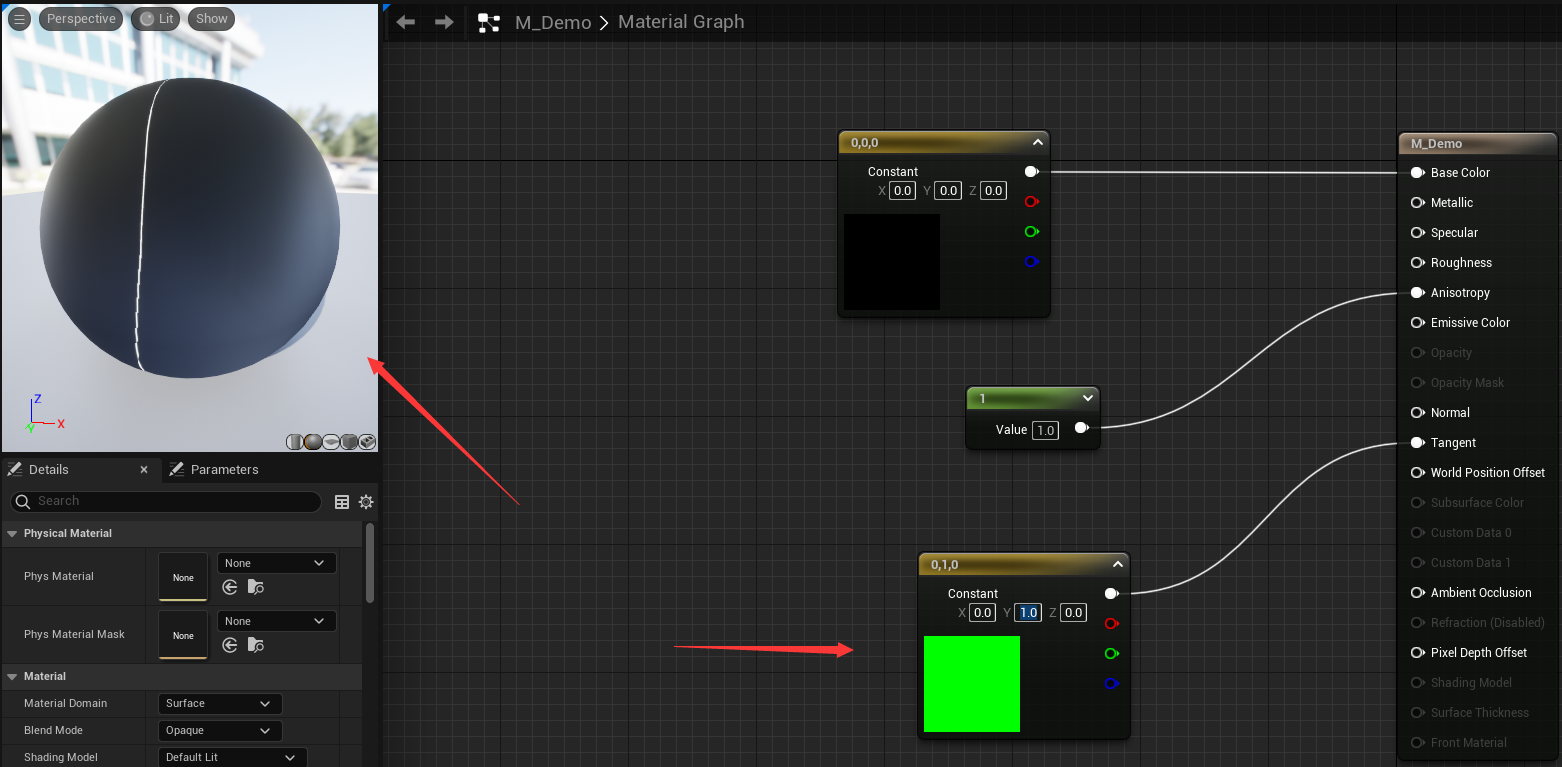 Perspective
Lit
Show
M_Demo
Material Graph
Z
X
Y
Details
Parameters
Search
Physical Material
Phys Material
None
None
Phys Material Mask
None
None
Material
Material Domain
Surface
Blend Mode
Opaque
Shading Model
Default Lit
0,0,0
Constant
X 0.0 Y 0.0 Z 0.0
1
Value 1.0
0,1,0
Constant
X 0.0 Y 1.0 Z 0.0
M_Demo
Base Color
Metallic
Specular
Roughness
Anisotropy
Emissive Color
Opacity
Opacity Mask
Normal
Tangent
World Position Offset
Subsurface Color
Custom Data 0
Custom Data 1
Ambient Occlusion
Refraction (Disabled)
Pixel Depth Offset
Shading Model
Surface Thickness
Front Material